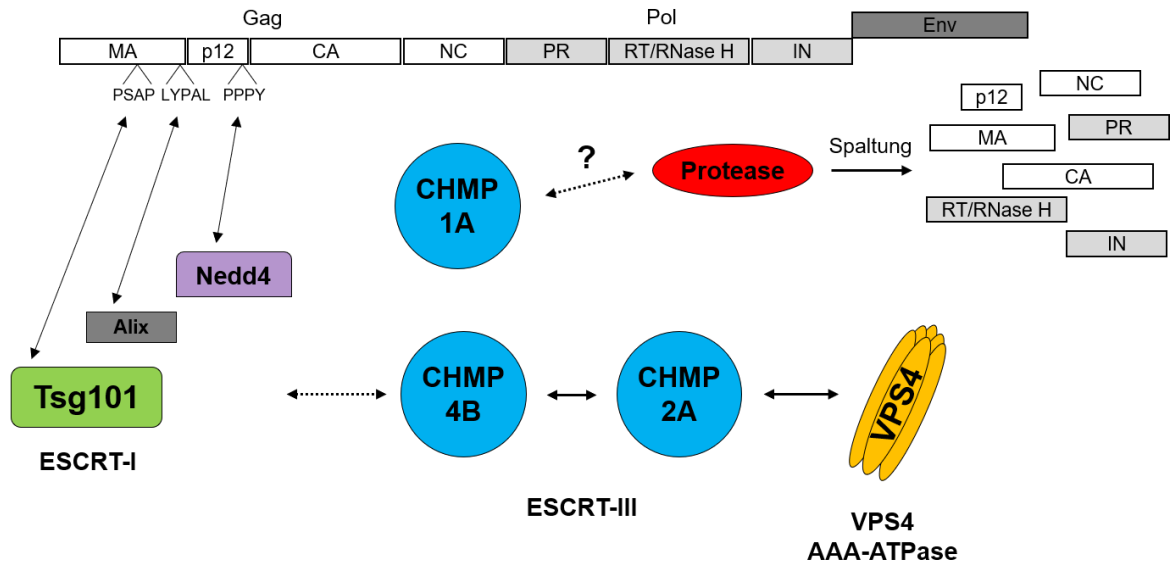 Gag
Pol
Env
MA
p12
CA
NC
PR
RT/RNase H
IN
PSAP
LYPAL
PPPY
p12
NC
MA
PR
CA
RT/RNase H
IN
Spaltung
Protease
?
CHMP
1A
Nedd4
Alix
Tsg101
ESCRT-I
CHMP
4B
CHMP
2A
VPS4
ESCRT-III
VPS4
AAA-ATPase